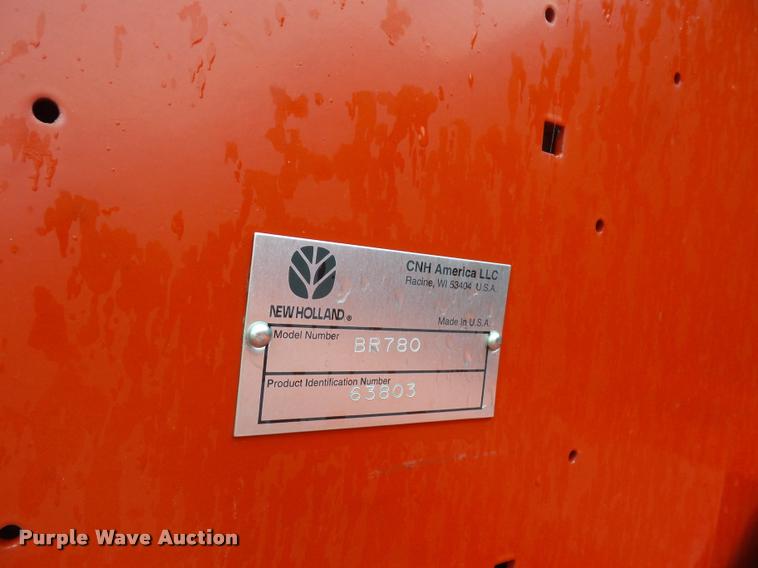 CNH America LLC
Racine, WI 53404 U.S.A.
NEW HOLLAND®
Made in U.S.A.
Model Number
BR780
Product Identification Number
63803
Purple Wave Auction